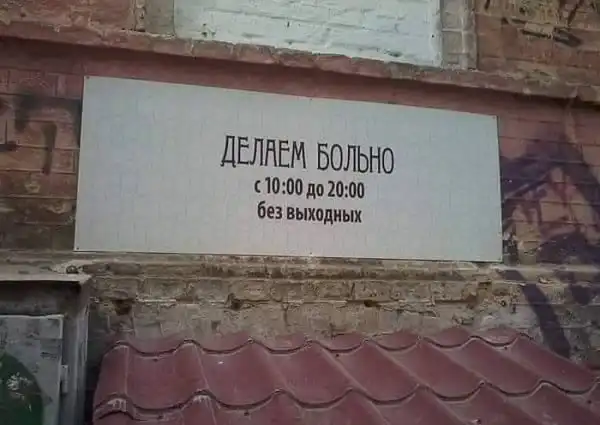 ДЕЛАЕМ БОЛЬНО
с 10:00 до 20:00
без выходных